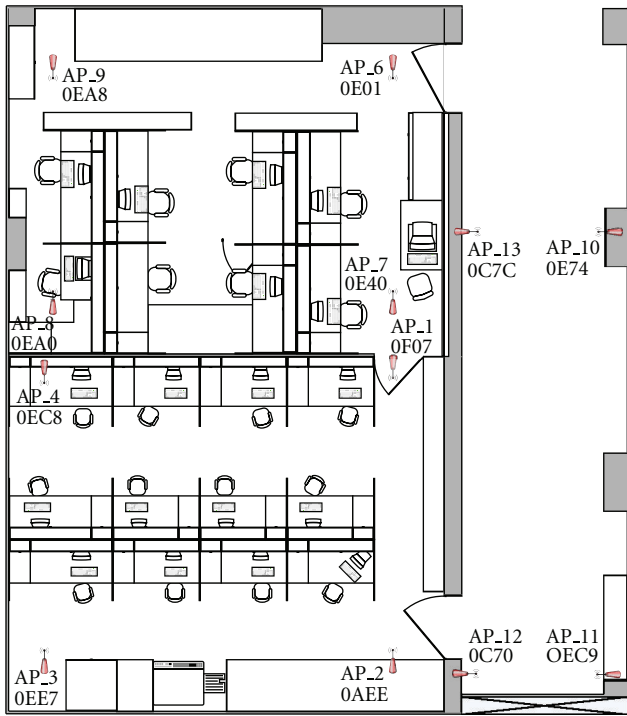 AP_9
0EA8
AP_6
0E01
AP_13
0C7C
AP_10
0E74
AP_7
0E40
AP_8
0EA0
AP_1
0F07
AP_4
0EC8
AP_3
0EE7
AP_2
0AEE
AP_12
0C70
AP_11
OEC9